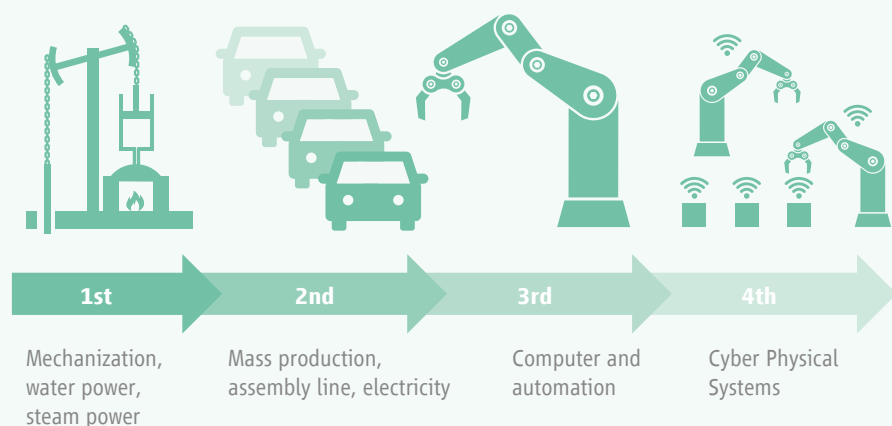 1st
2nd
3rd
4th
Mechanization,
water power,
steam power
Mass production,
assembly line, electricity
Computer and
automation
Cyber Physical
Systems